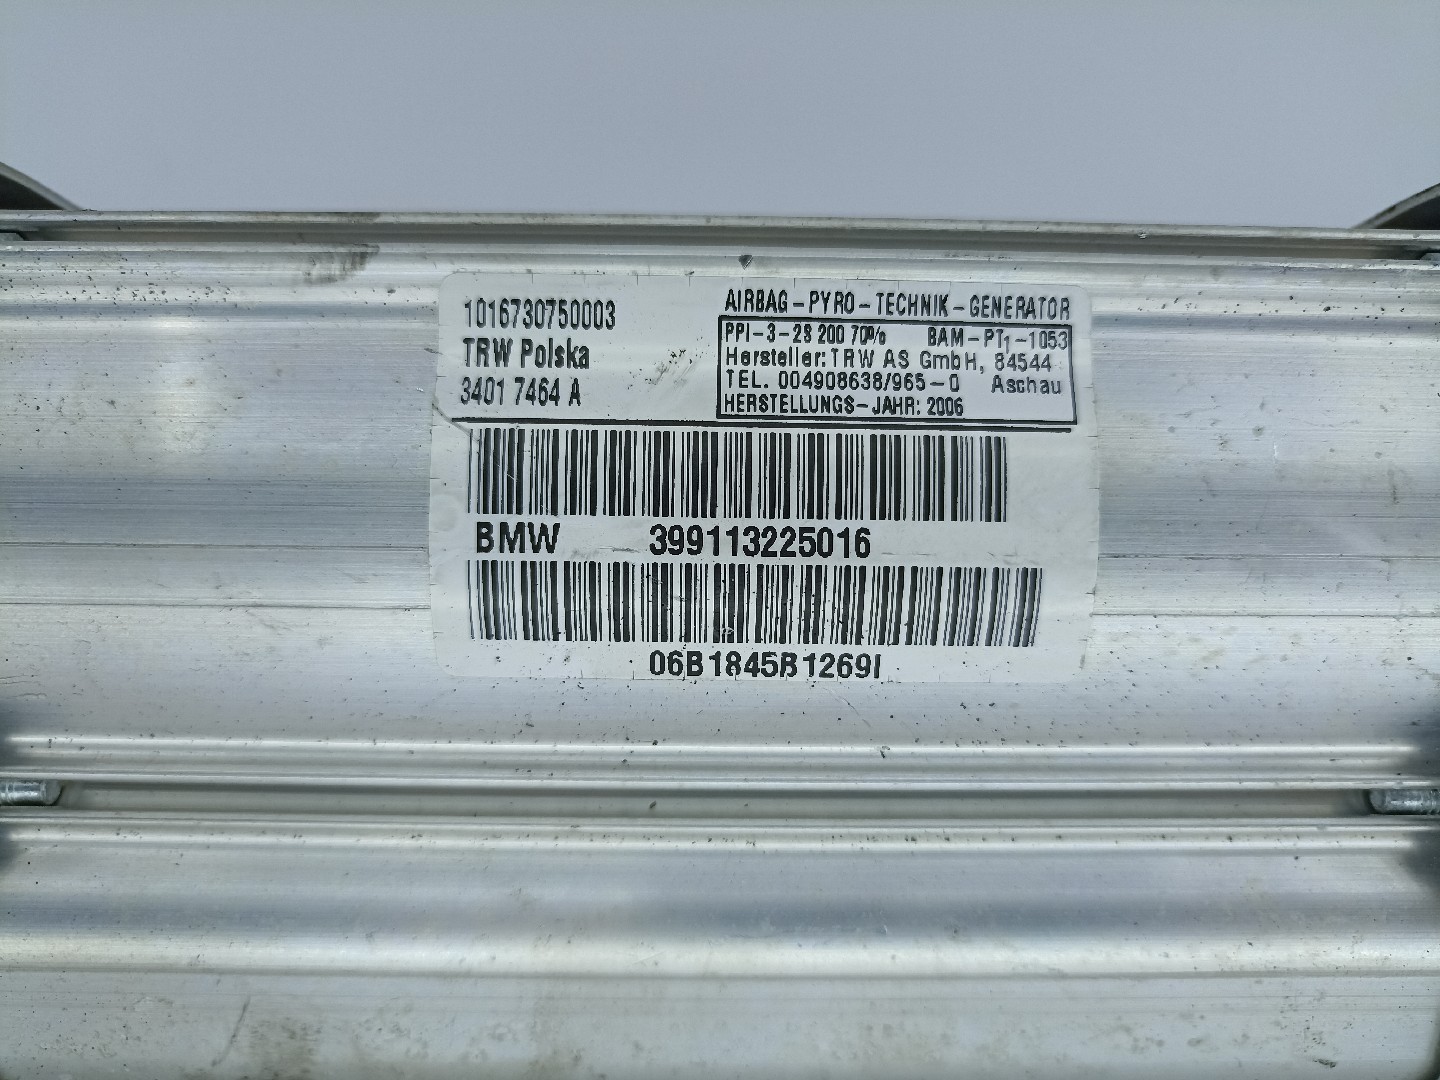 1016730750003
TRW Polska
3401 7464 A
AIRBAG-PYRO-TECHNIK-GENERATOR
PPI-3-28 200 70% BAM-PT1-1053
Hersteller: TRW AS GmbH, 84544
TEL. 004908638/965-0 Aschau
HERSTELLUNGS-JAHR: 2006
BMW 399113225016
06B1845B1269I